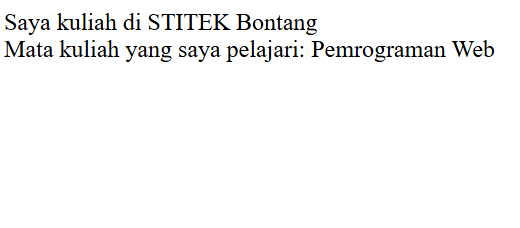 Saya kuliah di STITEK Bontang
Mata kuliah yang saya pelajari: Pemrograman Web